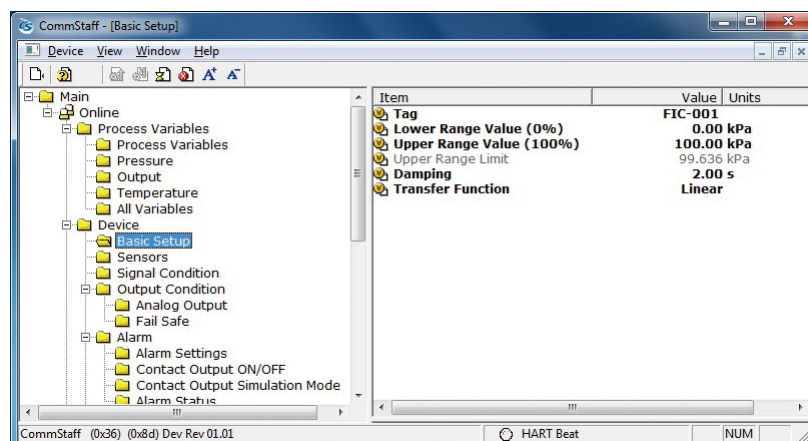 CommStaff - [Basic Setup]
Device View Window Help
A+ A-
Main
Online
Process Variables
Process Variables
Pressure
Output
Temperature
All Variables
Device
Basic Setup
Sensors
Signal Condition
Output Condition
Analog Output
Fail Safe
Alarm
Alarm Settings
Contact Output ON/OFF
Contact Output Simulation Mode
Alarm Status
Item Value Units
Tag FIC-001
Lower Range Value (0%) 0.00 kPa
Upper Range Value (100%) 100.00 kPa
Upper Range Limit 99.636 kPa
Damping 2.00 s
Transfer Function Linear
CommStaff (0x36) (0x8d) Dev Rev 01.01 HART Beat NUM